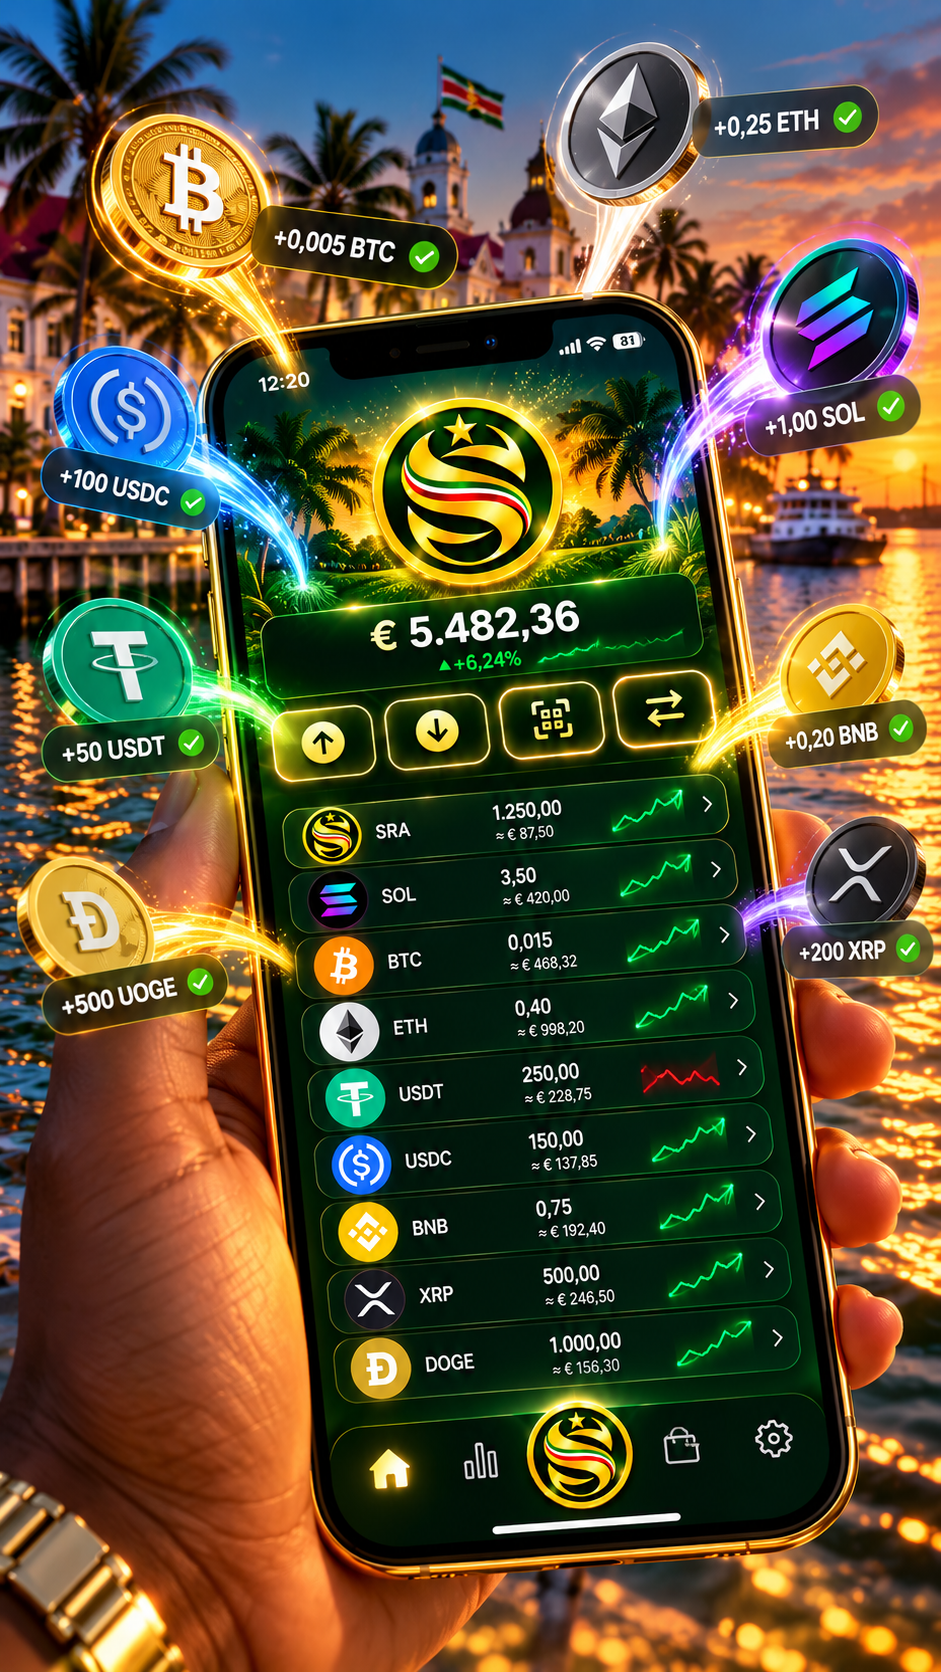 +0,25 ETH
+0,005 BTC
12:20
81
+1,00 SOL
+100 USDC
€ 5.482,36
▲+6,24%
+50 USDT
+0,20 BNB
SRA
1.250,00
≈ € 87,50
SOL
3,50
≈ € 420,00
BTC
0,015
≈ € 468,32
+200 XRP
+500 UOGE
ETH
0,40
≈ € 998,20
USDT
250,00
≈ € 228,75
USDC
150,00
≈ € 137,85
BNB
0,75
≈ € 192,40
XRP
500,00
≈ € 246,50
DOGE
1.000,00
≈ € 156,30